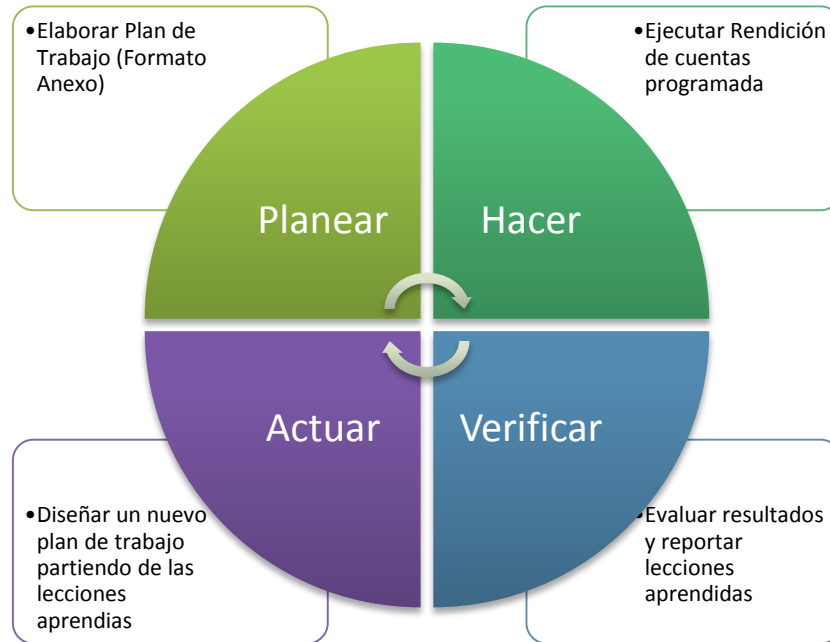 •Elaborar Plan de
Trabajo (Formato
Anexo)
•Ejecutar Rendición
de cuentas
programada
Planear
Hacer
Actuar
Verificar
•Diseñar un nuevo
plan de trabajo
partiendo de las
lecciones
aprendias
•Evaluar resultados
y reportar
lecciones
aprendidas